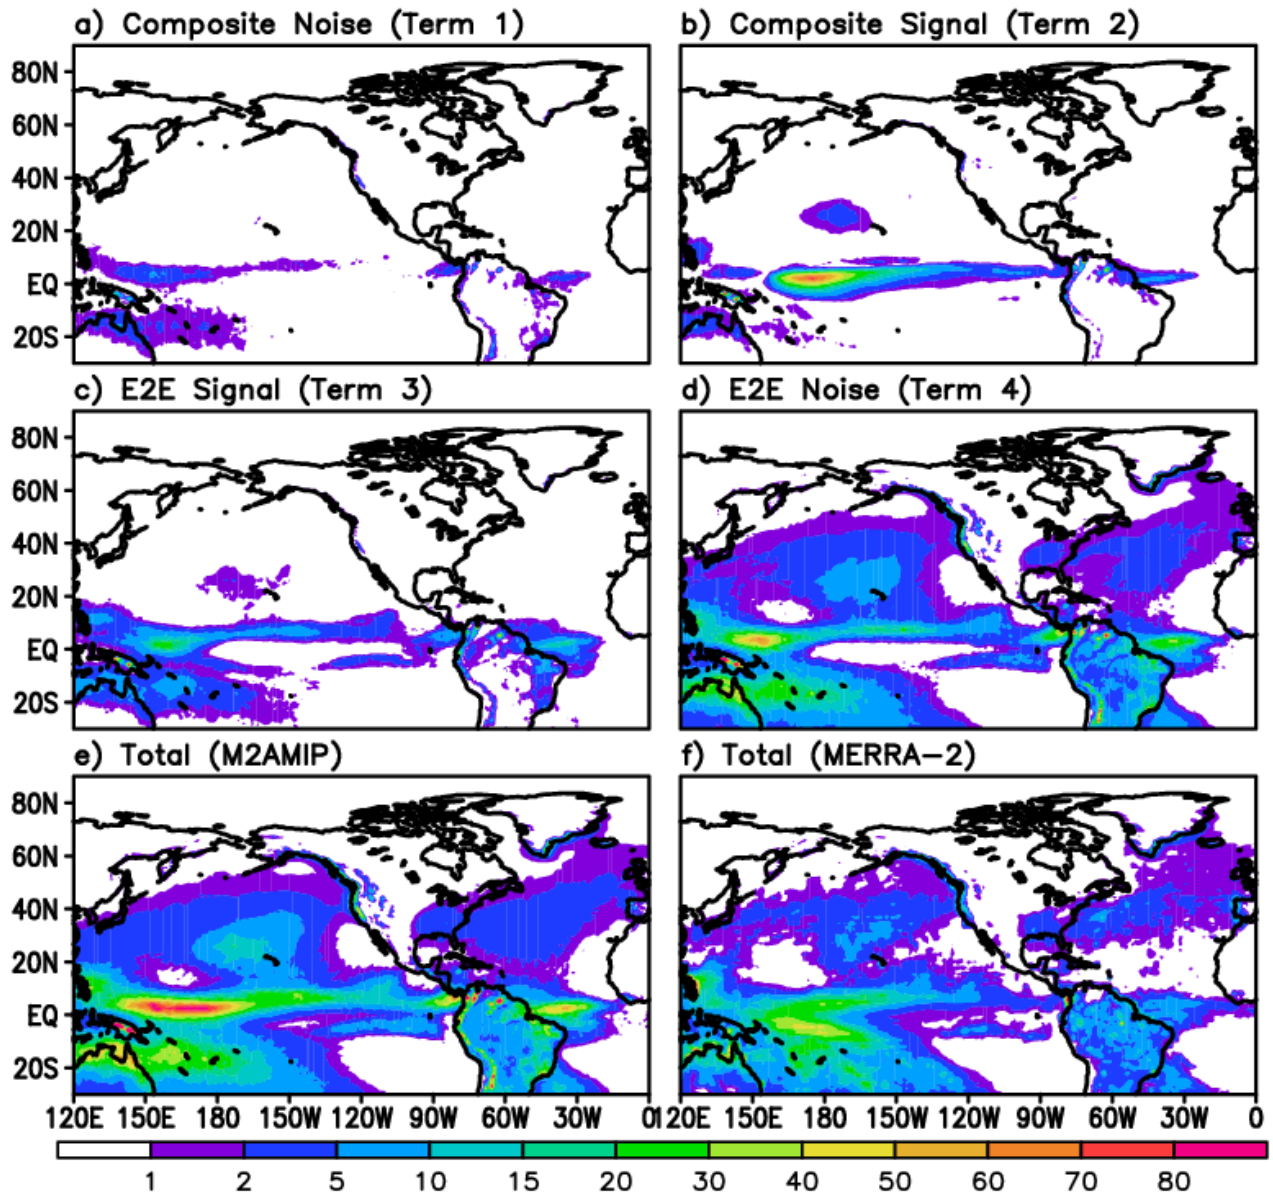 a) Composite Noise (Term 1)
b) Composite Signal (Term 2)
80N
60N
40N
20N
EQ
20S
c) E2E Signal (Term 3)
d) E2E Noise (Term 4)
80N
60N
40N
20N
EQ
20S
e) Total (M2AMIP)
f) Total (MERRA-2)
80N
60N
40N
20N
EQ
20S
120E 150E 180 150W 120W 90W 60W 30W 0
120E 150E 180 150W 120W 90W 60W 30W 0
1 2 5 10 15 20 30 40 50 60 70 80